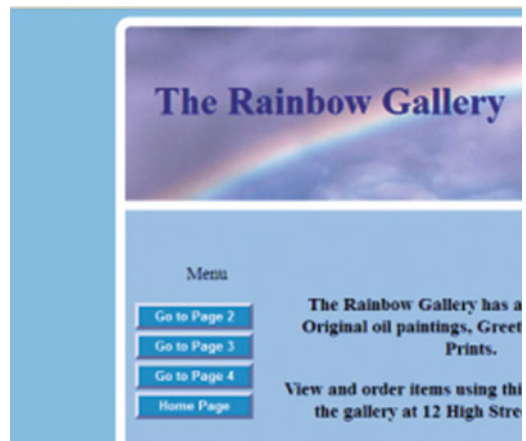 The Rainbow Gallery
Menu
Go to Page 2
Go to Page 3
Go to Page 4
Home Page
The Rainbow Gallery has a
Original oil paintings, Greet
Prints.
View and order items using thi
the gallery at 12 High Stre